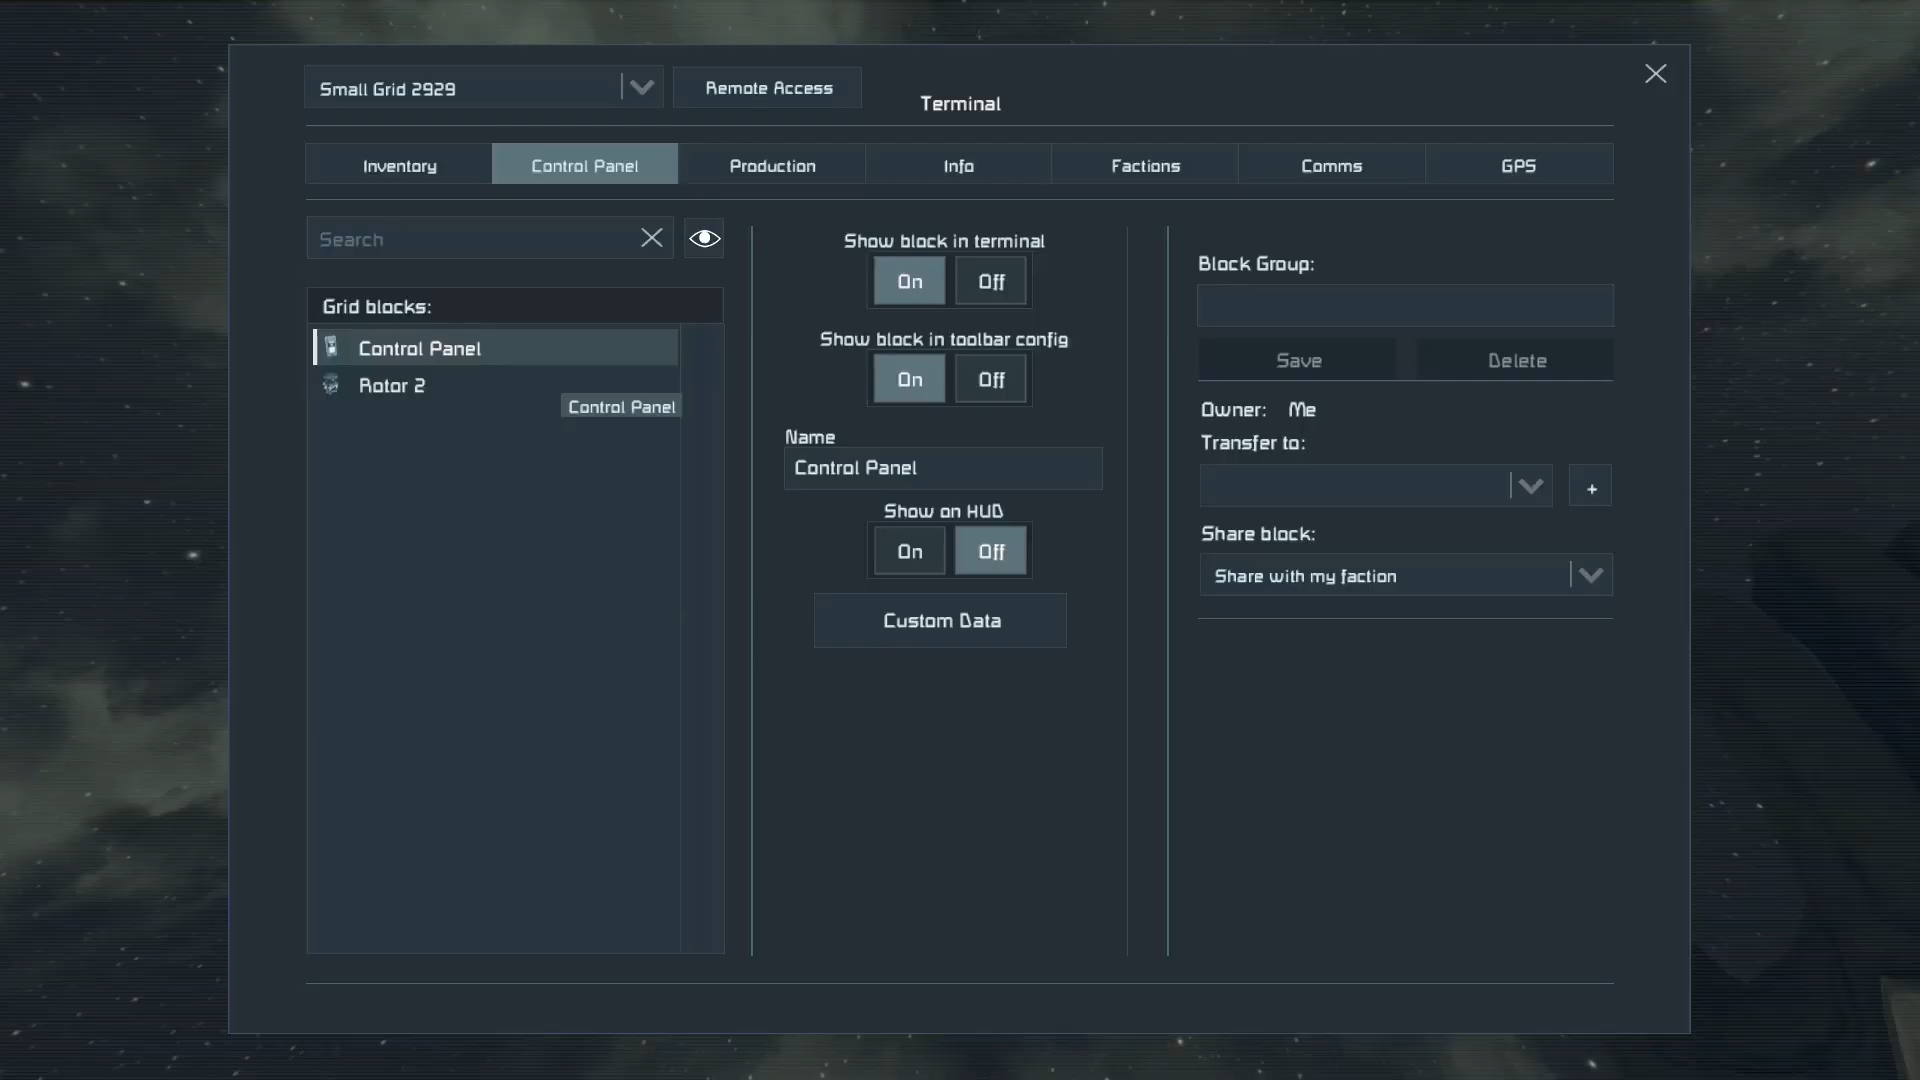 Small Grid 2929
Remote Access
Terminal
Inventory
Control Panel
Production
Info
Factions
Comms
GPS
Search
Grid blocks:
Control Panel
Rotor 2
Control Panel
Show block in terminal
On
Off
Show block in toolbar config
On
Off
Name
Control Panel
Show on HUD
On
Off
Custom Data
Block Group:
Save
Delete
Owner: Me
Transfer to:
+
Share block:
Share with my faction